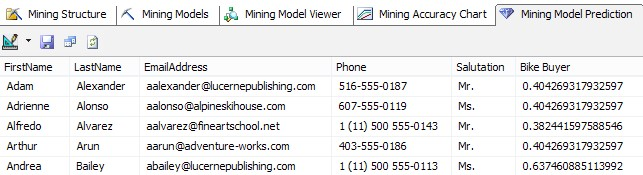 Mining Structure Mining Models Mining Model Viewer Mining Accuracy Chart Mining Model Prediction
FirstName LastName EmailAddress Phone Salutation Bike Buyer
Adam Alexander aalexander@lucernepublishing.com 516-555-0187 Mr. 0.404269317932597
Adrienne Alonso aalonso@alpineskihouse.com 607-555-0119 Ms. 0.404269317932597
Alfredo Alvarez aalvarez@fineartschool.net 1 (11) 500 555-0143 Mr. 0.382441597588546
Arthur Arun aarun@adventure-works.com 403-555-0186 Mr. 0.404269317932597
Andrea Bailey abailey@lucernepublishing.com 1 (11) 500 555-0113 Ms. 0.637460885113992